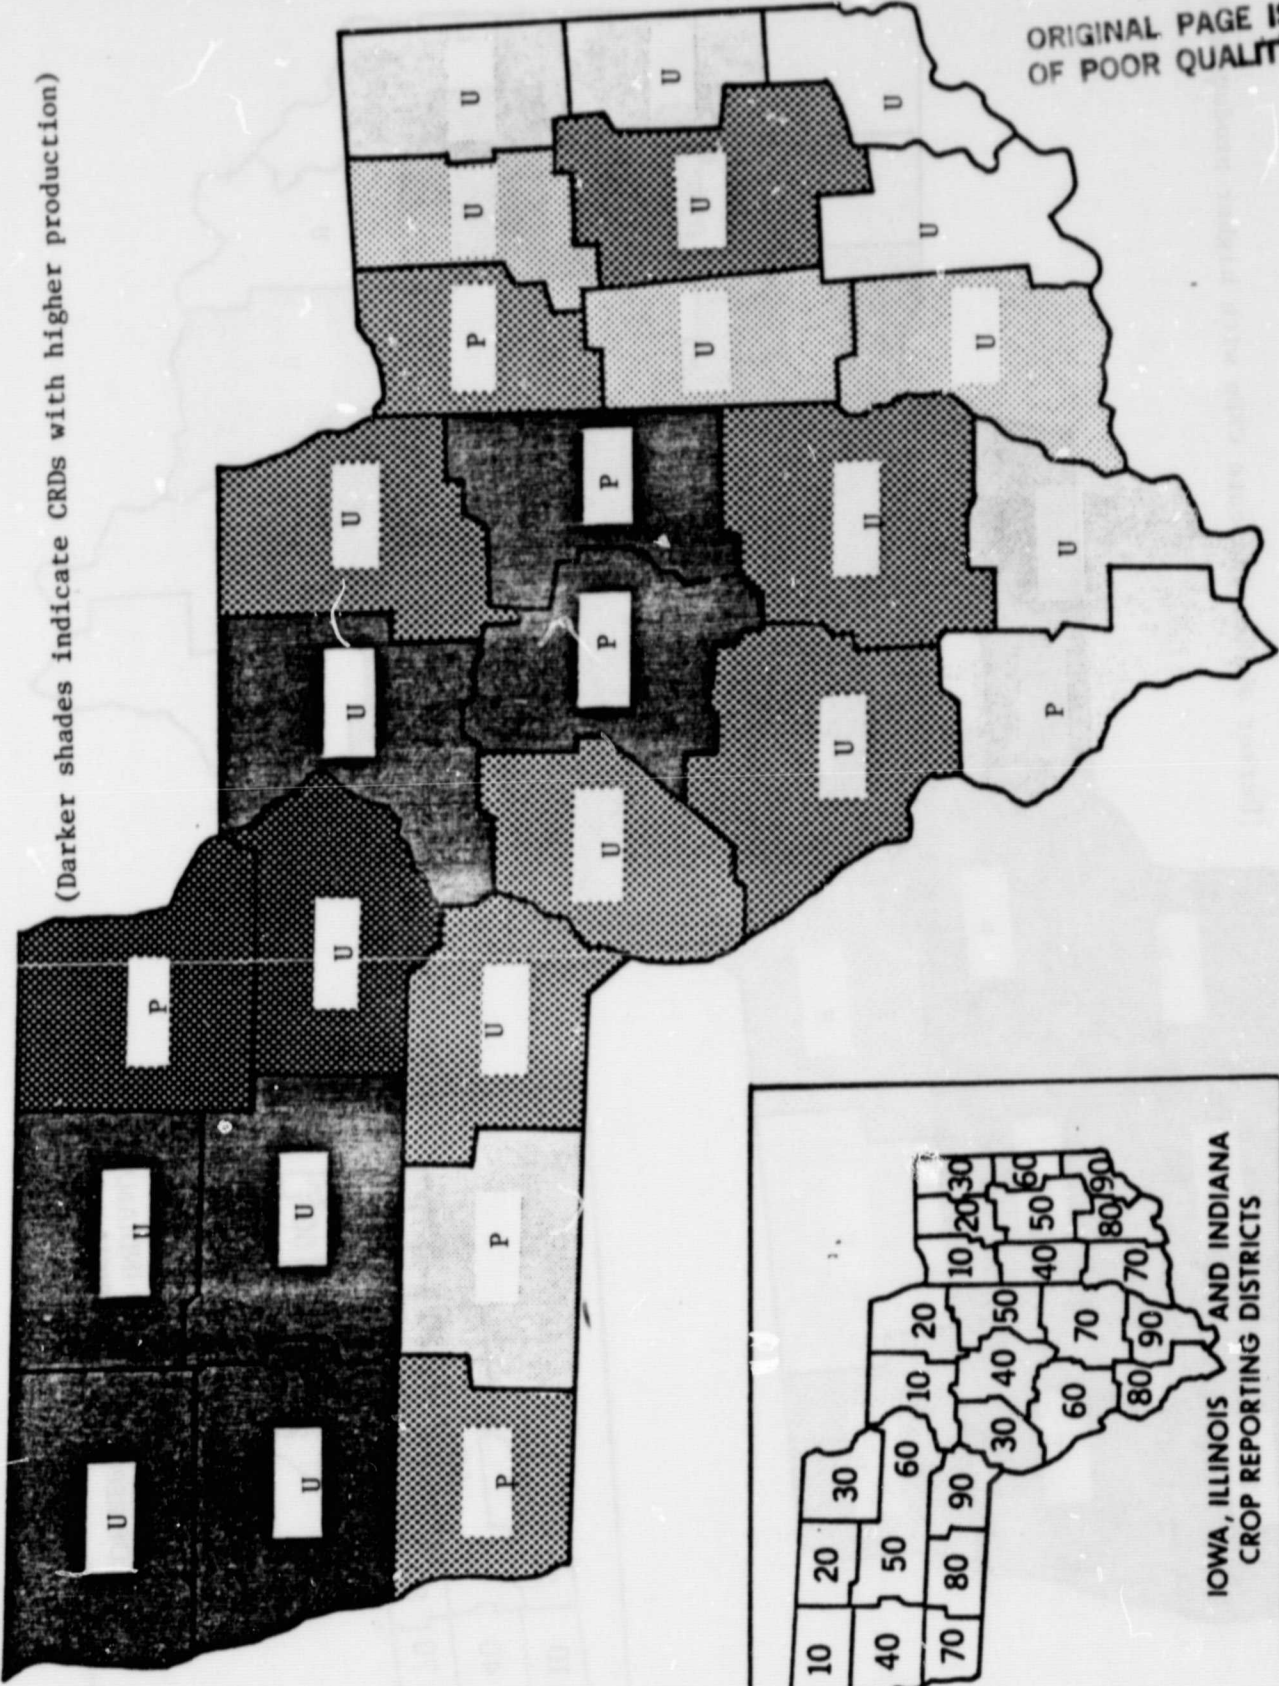 ORIGINAL PAGE IS
OF POOR QUALITY
(Darker shades indicate CRDs with higher production)
U
U
P
U
U
P
U
U
P
U
U
U
P
P
U
P
U
U
U
U
P
U
U
U
U
U
P
10
20
30
40
50
60
70
80
90
10
20
30
40
50
60
70
80
90
10
20
30
40
50
60
70
80
90
IOWA, ILLINOIS AND INDIANA
CROP REPORTING DISTRICTS